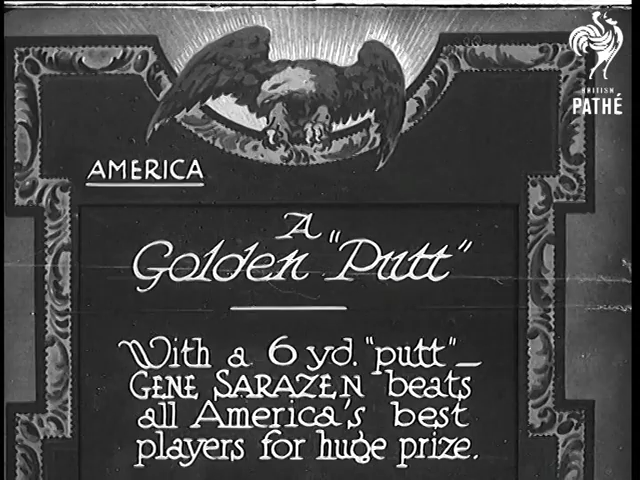 BRITISH
PATHÉ
AMERICA
A
Golden "Putt"
With a 6 yd. "putt"—
GENE SARAZEN beats
all America's best
players for huge prize.